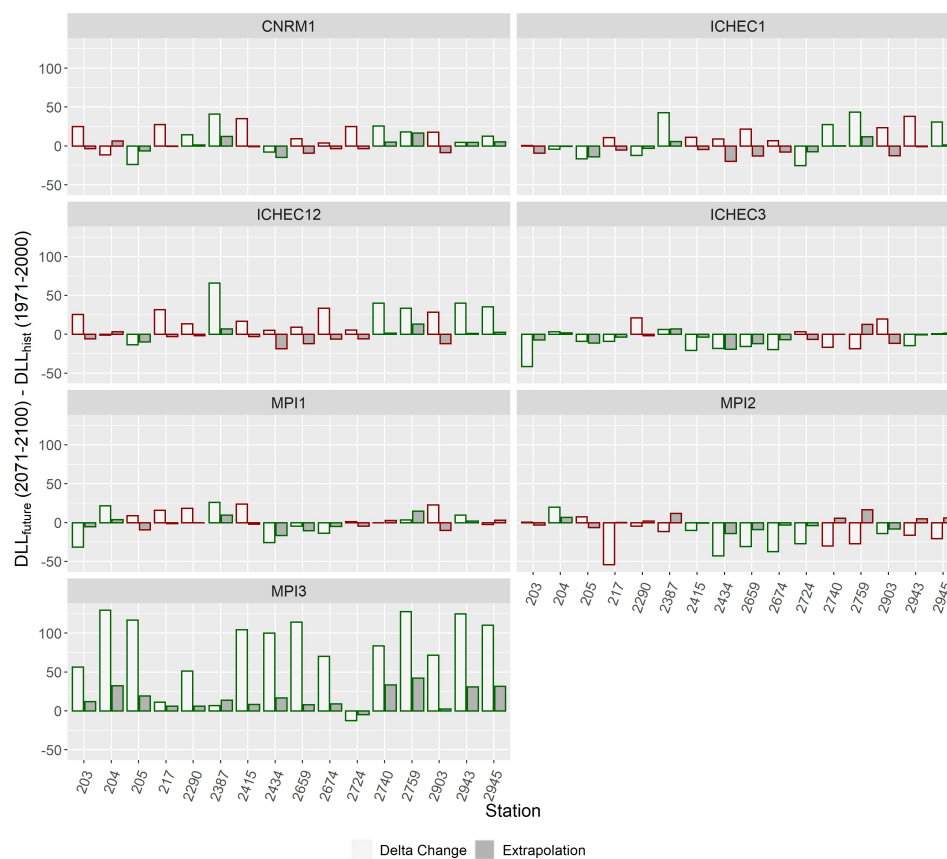 CNRM1 ICHEC1
100
50
0
-50
ICHEC12 ICHEC3
100
50
0
-50
MPI1 MPI2
100
50
0
-50
203 204 205 217 2290 2387 2415 2434 2659 2674 2724 2740 2759 2903 2943 2945
MPI3
100
50
0
-50
203 204 205 217 2290 2387 2415 2434 2659 2674 2724 2740 2759 2903 2943 2945
DLLfuture (2071-2100) - DLLhist (1971-2000)
Station
Delta Change Extrapolation